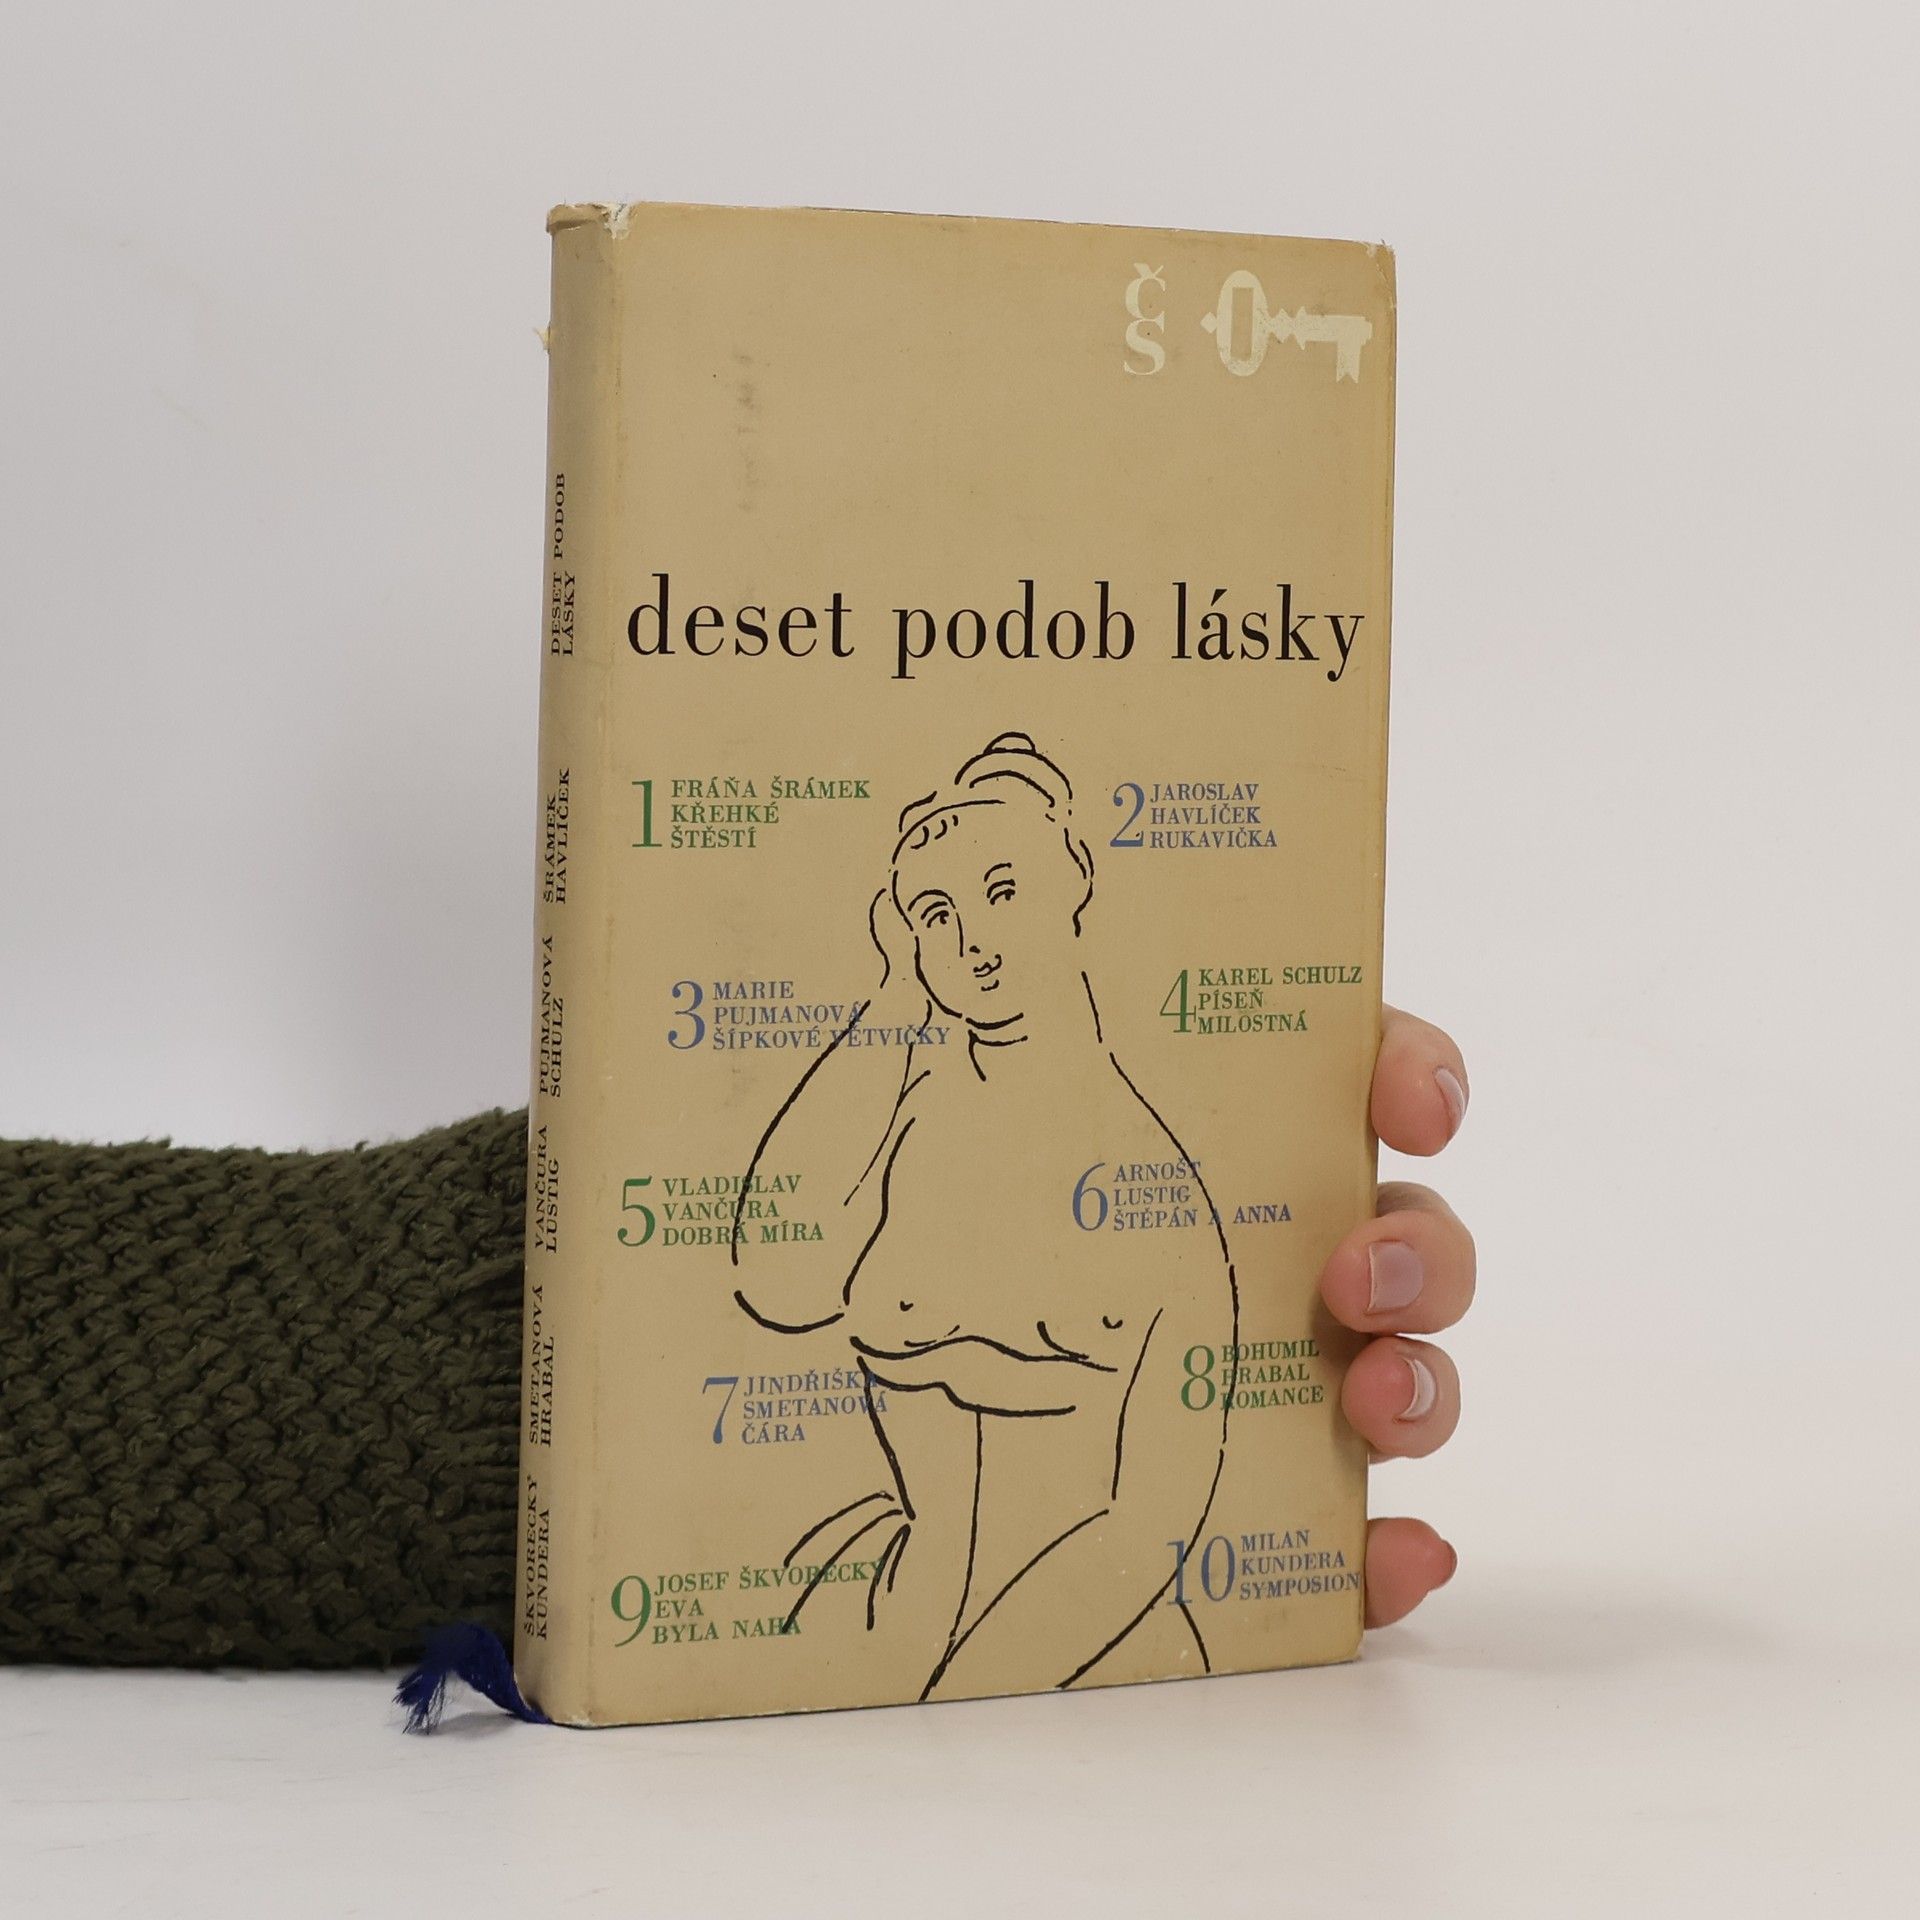 Č
S
deset podob lásky
1 FRÁŇA ŠRÁMEK
KŘEHKÉ
ŠTĚSTÍ
2 JAROSLAV
HAVLÍČEK
RUKAVIČKA
3 MARIE
PUJMANOVÁ
ŠÍPKOVÉ VĚTVIČKY
4 KAREL SCHULZ
PÍSEŇ
MILOSTNÁ
5 VLADISLAV
VANČURA
DOBRÁ MÍRA
6 ARNOŠT
LUSTIG
ŠTĚPÁN A ANNA
7 JINDŘIŠKA
SMETANOVÁ
ČÁRA
8 BOHUMIL
HRABAL
ROMANCE
9 JOSEF ŠKVORECKÝ
EVA
BYLA NAHÁ
10 MILAN
KUNDERA
SYMPOSION
DESET PODOB
LÁSKY
ŠRÁMEK
HAVLÍČEK
PUJMANOVÁ
SCHULZ
VANČURA
LUSTIG
SMETANOVÁ
HRABAL
ŠKVORECKÝ
KUNDERA